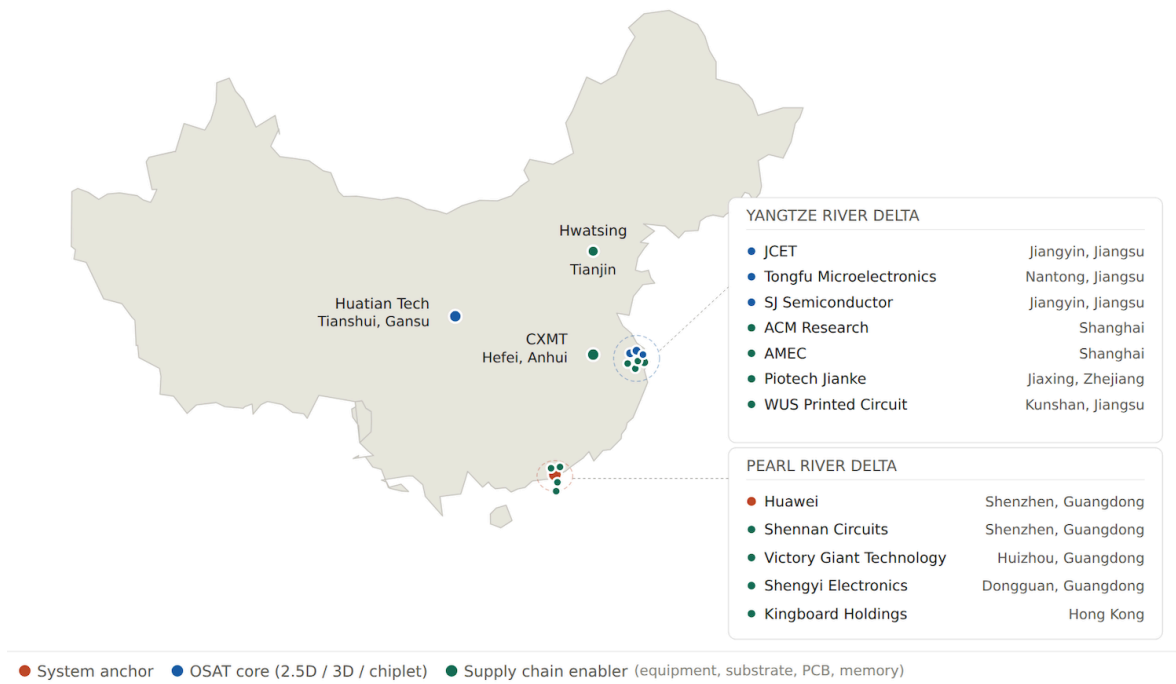 Hwatsing
Tianjin
Huatian Tech
Tianshui, Gansu
CXMT
Hefei, Anhui
YANGTZE RIVER DELTA
JCET Jiangyin, Jiangsu
Tongfu Microelectronics Nantong, Jiangsu
SJ Semiconductor Jiangyin, Jiangsu
ACM Research Shanghai
AMEC Shanghai
Piotech Jianke Jiaxing, Zhejiang
WUS Printed Circuit Kunshan, Jiangsu
PEARL RIVER DELTA
Huawei Shenzhen, Guangdong
Shennan Circuits Shenzhen, Guangdong
Victory Giant Technology Huizhou, Guangdong
Shengyi Electronics Dongguan, Guangdong
Kingboard Holdings Hong Kong
System anchor OSAT core (2.5D / 3D / chiplet) Supply chain enabler (equipment, substrate, PCB, memory)